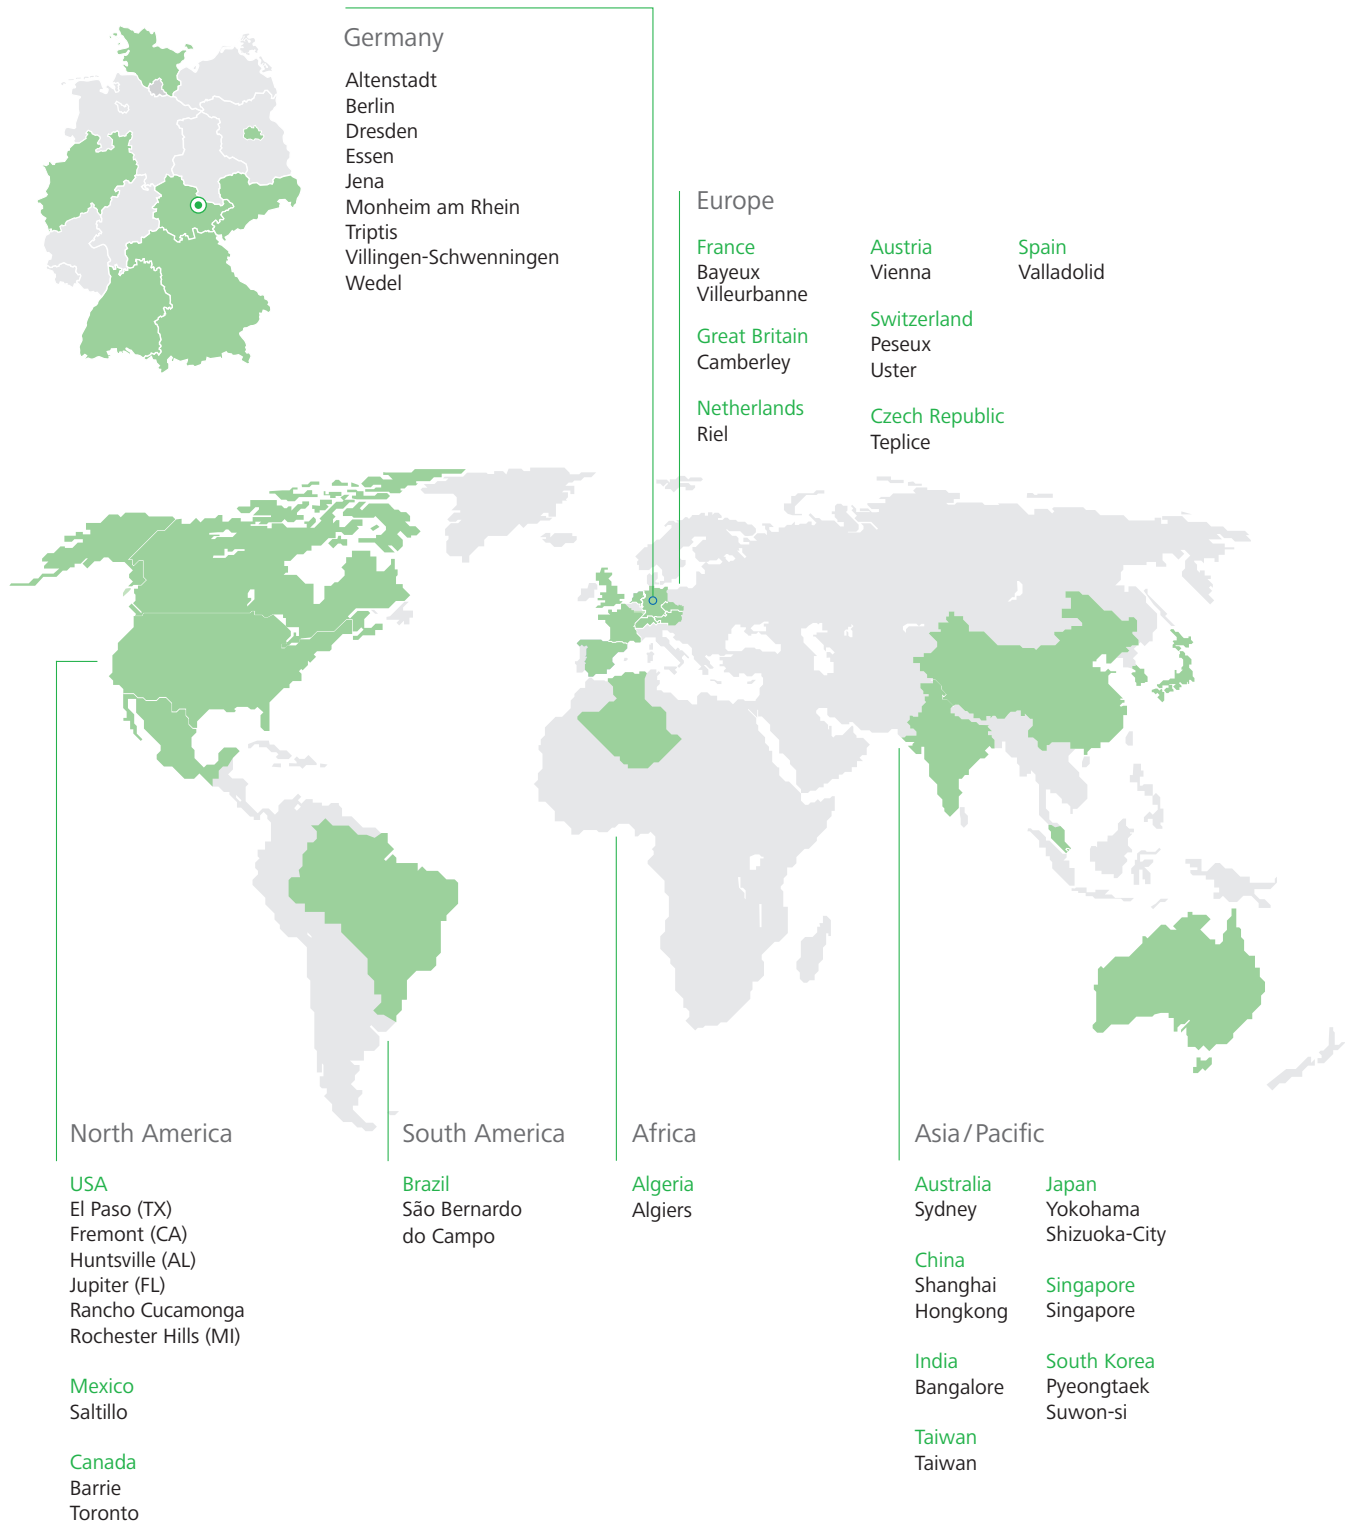 Germany
Altenstadt
Berlin
Dresden
Essen
Jena
Monheim am Rhein
Triptis
Villingen-Schwenningen
Wedel
Europe
France
Bayeux
Villeurbanne
Great Britain
Camberley
Netherlands
Riel
Austria
Vienna
Switzerland
Peseux
Uster
Czech Republic
Teplice
Spain
Valladolid
North America
USA
El Paso (TX)
Fremont (CA)
Huntsville (AL)
Jupiter (FL)
Rancho Cucamonga
Rochester Hills (MI)
Mexico
Saltillo
Canada
Barrie
Toronto
South America
Brazil
São Bernardo
do Campo
Africa
Algeria
Algiers
Asia/Pacific
Australia
Sydney
China
Shanghai
Hongkong
India
Bangalore
Taiwan
Taiwan
Japan
Yokohama
Shizuoka-City
Singapore
Singapore
South Korea
Pyeongtaek
Suwon-si